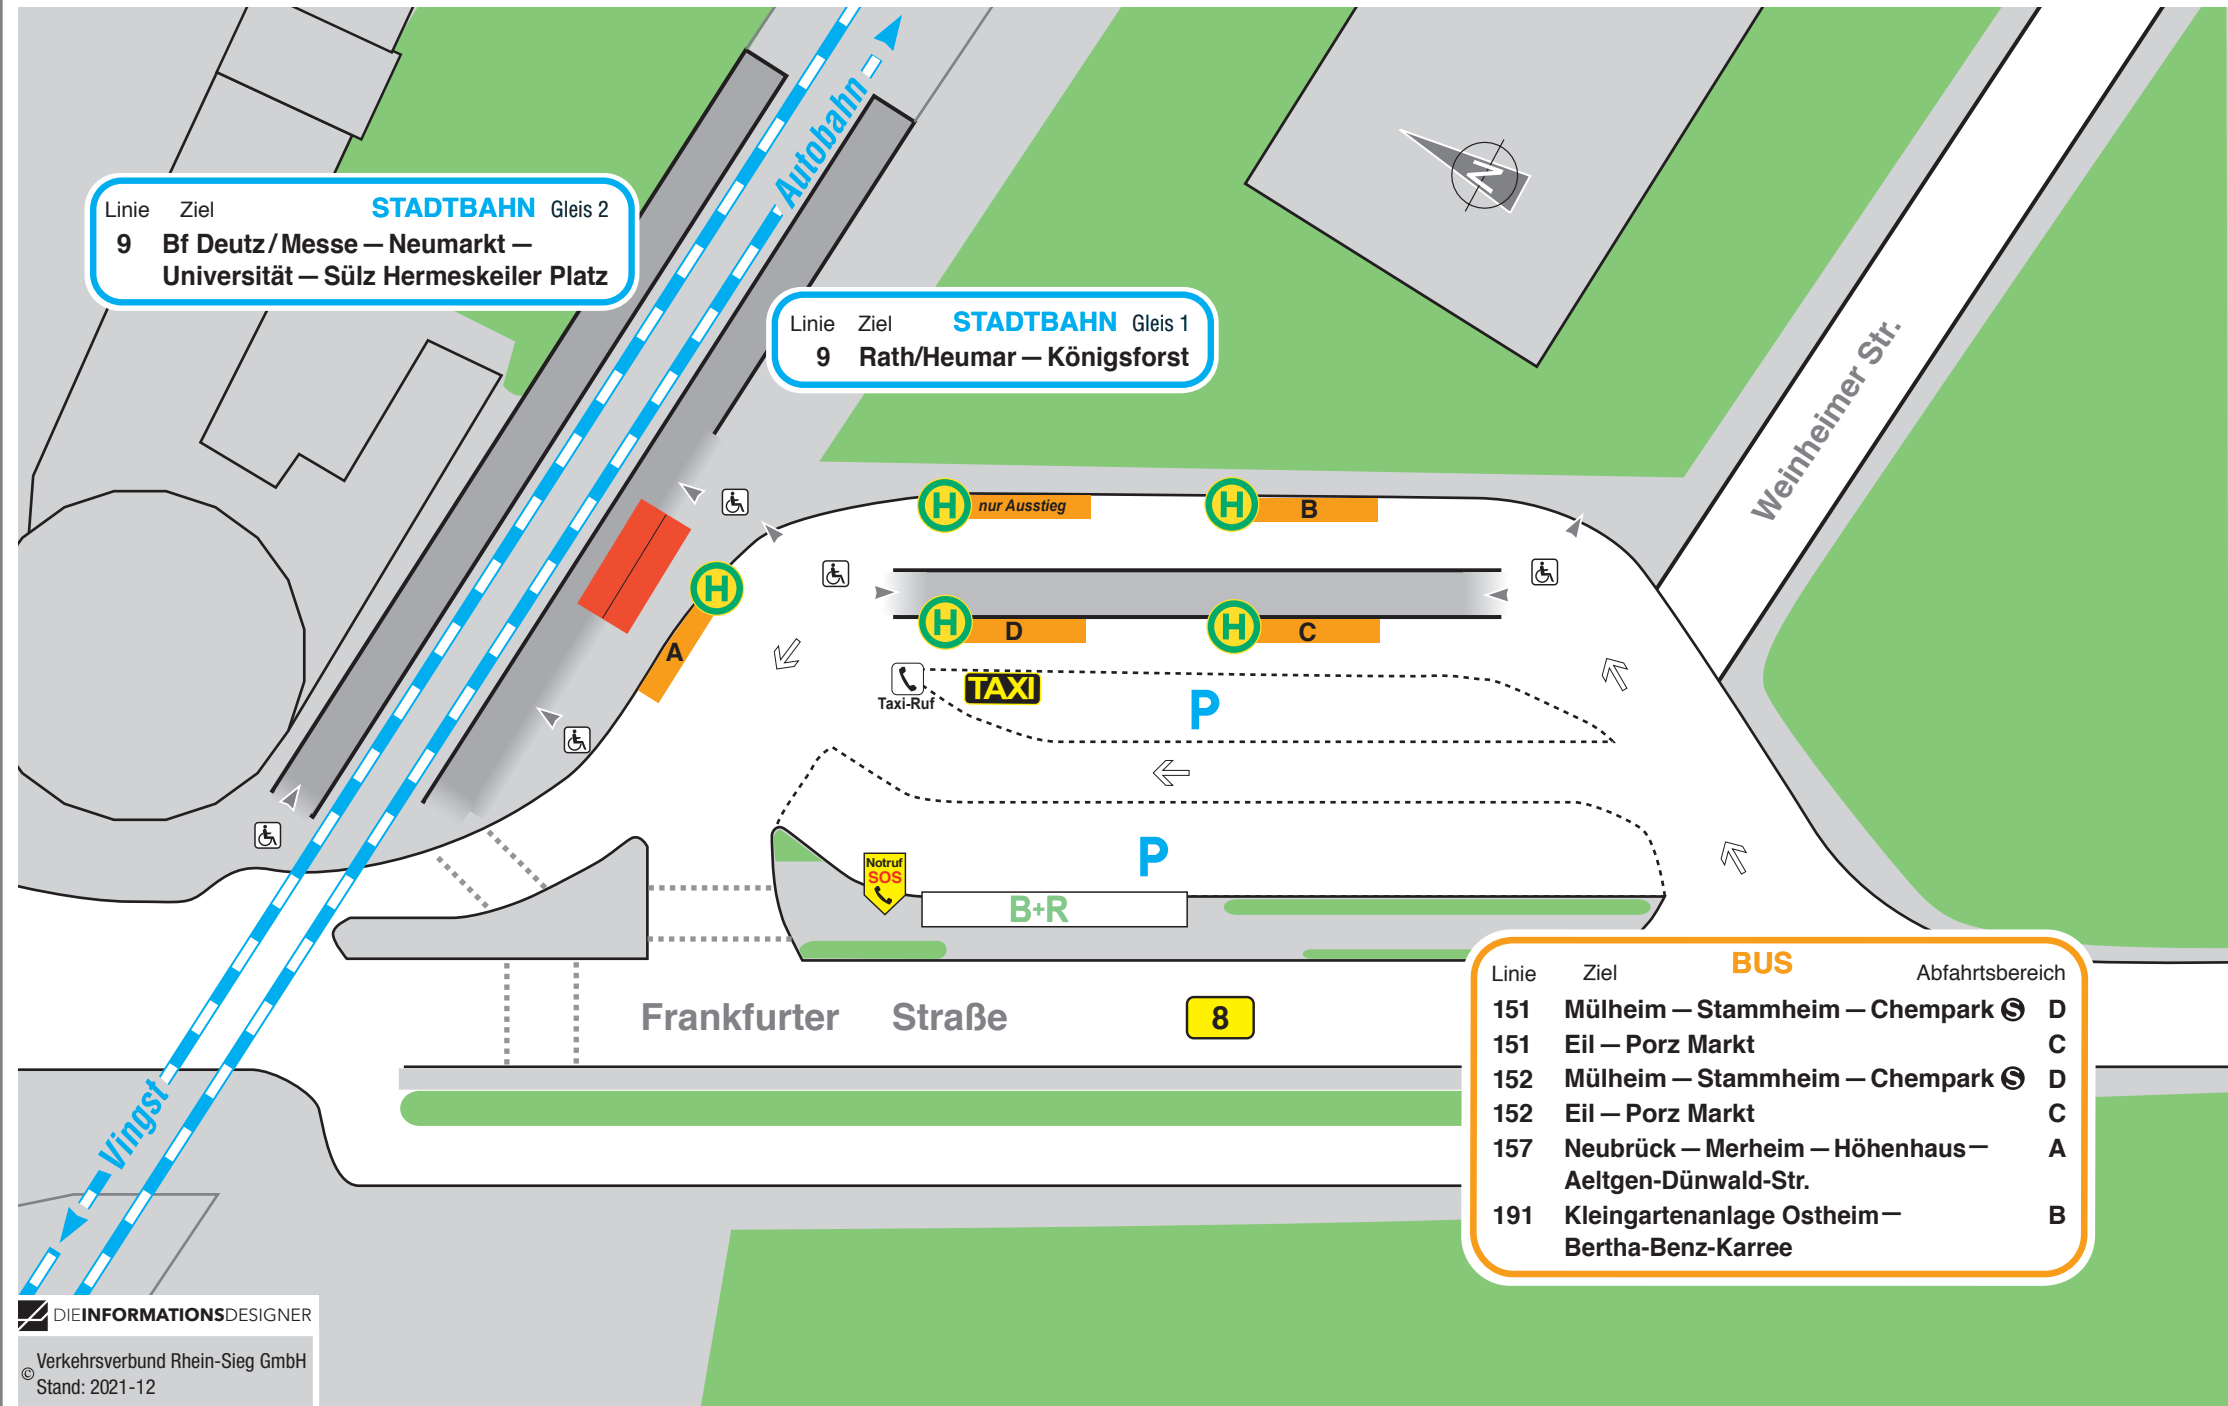 Autobahn
Linie Ziel STADTBAHN Gleis 2
9 Bf Deutz/Messe — Neumarkt —
Universität — Sülz Hermeskeiler Platz
N
Linie Ziel STADTBAHN Gleis 1
9 Rath/Heumar — Königsforst
Weinheimer Str.
H nur Ausstieg
H B
H
A
H D
H C
Taxi-Ruf
TAXI
P
P
Notruf
SOS
B+R
Frankfurter Straße
8
Vingst
BUS
Linie Ziel Abfahrtsbereich
151 Mülheim — Stammheim — Chempark S D
151 Eil — Porz Markt C
152 Mülheim — Stammheim — Chempark S D
152 Eil — Porz Markt C
157 Neubrück — Merheim — Höhenhaus — A
Aeltgen-Dünwald-Str.
191 Kleingartenanlage Ostheim — B
Bertha-Benz-Karree
DIEINFORMATIONSDESIGNER
© Verkehrsverbund Rhein-Sieg GmbH
Stand: 2021-12